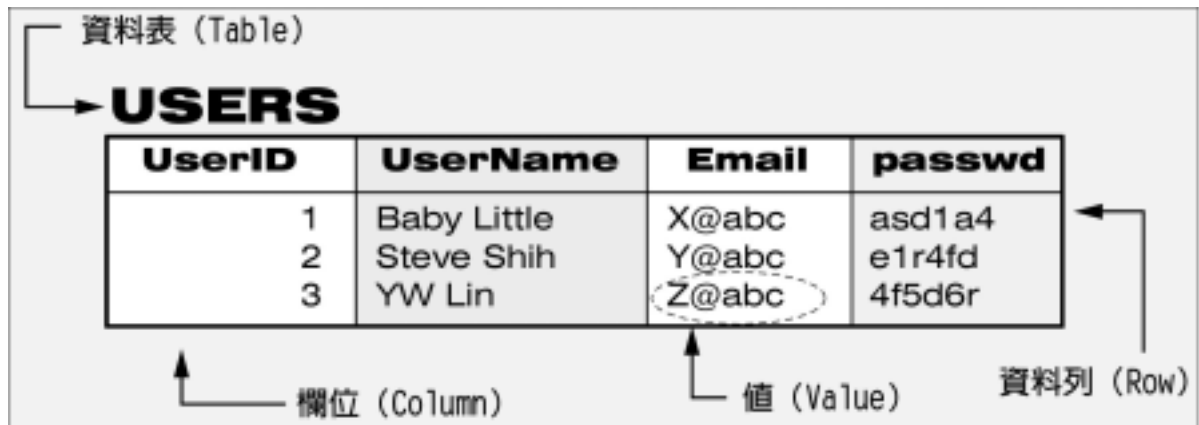 資料表 (Table)
USERS
UserID UserName Email passwd
1 Baby Little X@abc asd1a4
2 Steve Shih Y@abc e1r4fd
3 YW Lin Z@abc 4f5d6r
欄位 (Column) 值 (Value) 資料列 (Row)